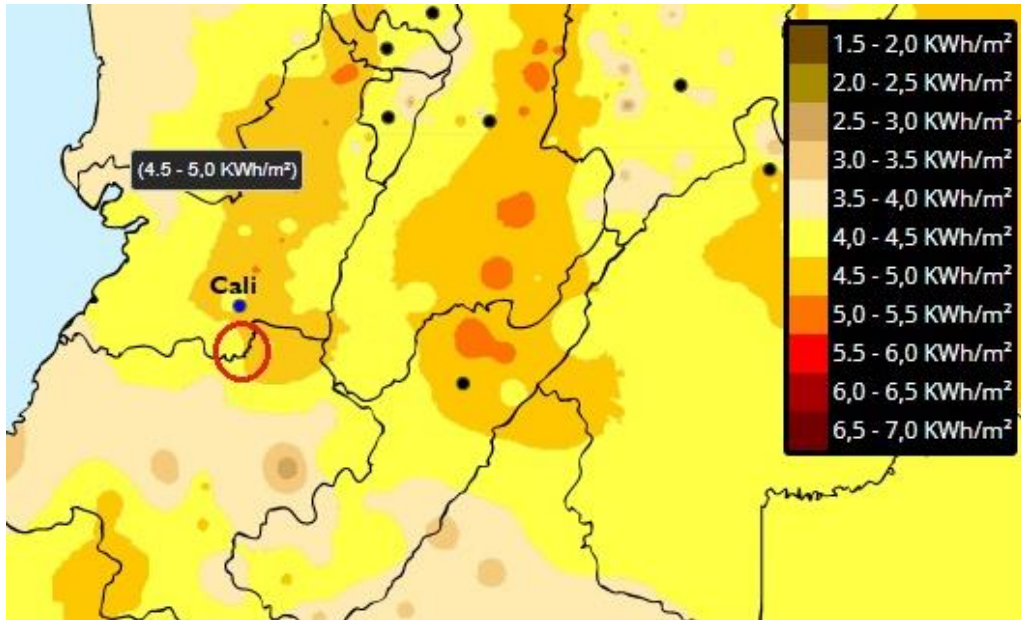 (4.5 - 5,0 KWh/m²)
Cali
1.5 - 2,0 KWh/m²
2.0 - 2,5 KWh/m²
2.5 - 3,0 KWh/m²
3.0 - 3.5 KWh/m²
3.5 - 4,0 KWh/m²
4,0 - 4,5 KWh/m²
4.5 - 5,0 KWh/m²
5,0 - 5,5 KWh/m²
5.5 - 6,0 KWh/m²
6,0 - 6,5 KWh/m²
6,5 - 7,0 KWh/m²